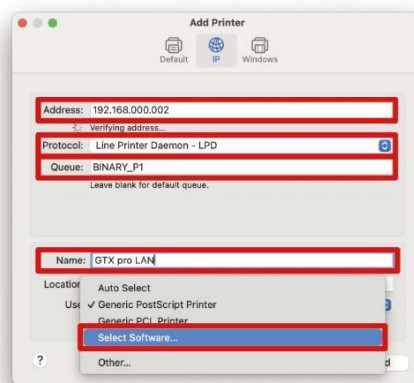 Add Printer
Default IP Windows
Address: 192.168.000.002
Verifying address...
Protocol: Line Printer Daemon - LPD
Queue: BINARY_P1
Leave blank for default queue.
Name: GTX pro LAN
Location
Auto Select
Use ✓ Generic PostScript Printer
Generic PCL Printer
Select Software...
? Other... d